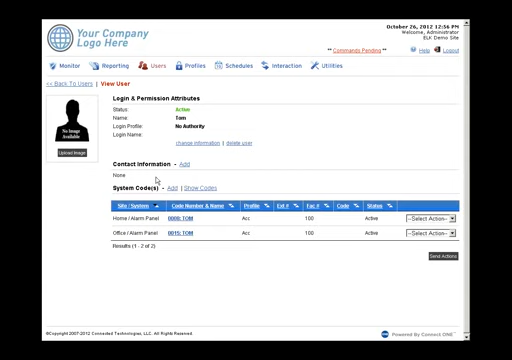 Your Company
Logo Here
October 26, 2012 12:56 PM
Welcome, Administrator
ELK Demo Site
** Commands Pending **
Help
Logout
Monitor
Reporting
Users
Profiles
Schedules
Interaction
Utilities
<< Back To Users | View User
No Image
Available
Upload Image
Login & Permission Attributes
Status: Active
Name: Tom
Login Profile: No Authority
Login Name:
change information | delete user
Contact Information - Add
None
System Code(s) - Add | Show Codes
Site / System Code Number & Name Profile Ext # Fac # Code Status
Home / Alarm Panel 0008: TOM Acc 100 Active --Select Action--
Office / Alarm Panel 0015: TOM Acc 100 Active --Select Action--
Results (1 - 2 of 2)
Send Actions
©Copyright 2007-2012 Connected Technologies, LLC. All Rights Reserved.
Powered By Connect ONE™